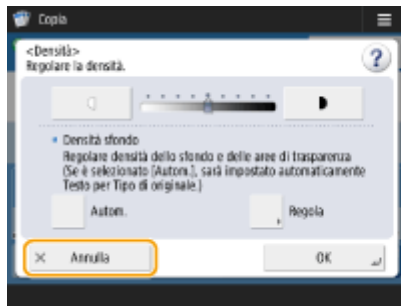 Copia
<Densità>
Regolare la densità.
?
• Densità sfondo
Regolare densità dello sfondo e delle aree di trasparenza
(Se è selezionato [Autom.], sarà impostato automaticamente
Testo per Tipo di originale.)
Autom.
Regola
× Annulla
OK